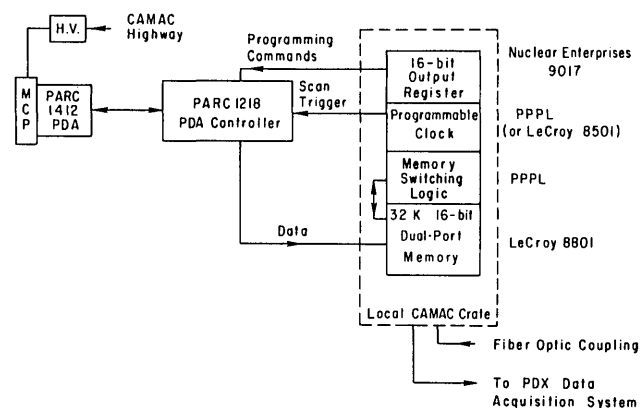 H.V.
CAMAC
Highway
MCP
PARC
1412
PDA
PARC 1218
PDA Controller
Programming
Commands
Scan
Trigger
Data
16-bit
Output
Register
Programmable
Clock
Memory
Switching
Logic
32 K 16-bit
Dual-Port
Memory
Nuclear Enterprises
9017
PPPL
(or LeCroy 8501)
PPPL
LeCroy 8801
Local CAMAC Crate
Fiber Optic Coupling
To PDX Data
Acquisition System